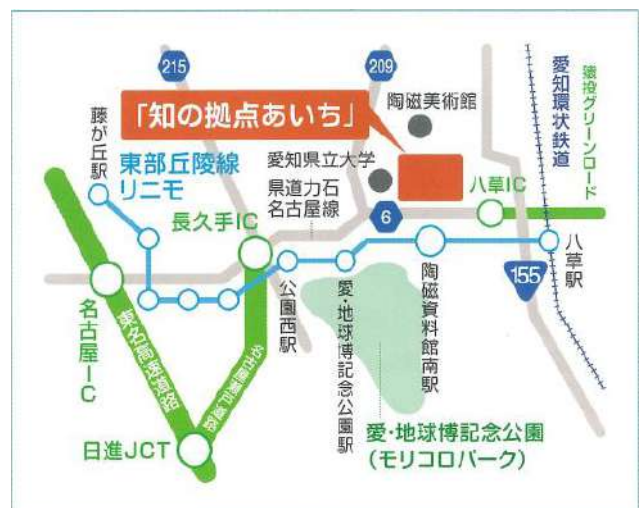 215
209
陶磁美術館
「知の拠点あいち」
藤が丘駅
東部丘陵線
リニモ
愛知県立大学
県道力石
名古屋線
6
長久手IC
八草IC
愛知環状鉄道
猿投グリーンロード
155
八草駅
名古屋IC
東名高速道路
名古屋瀬戸道路
公園西駅
愛・地球博記念公園駅
陶磁資料館南駅
日進JCT
愛・地球博記念公園
(モリコロパーク)